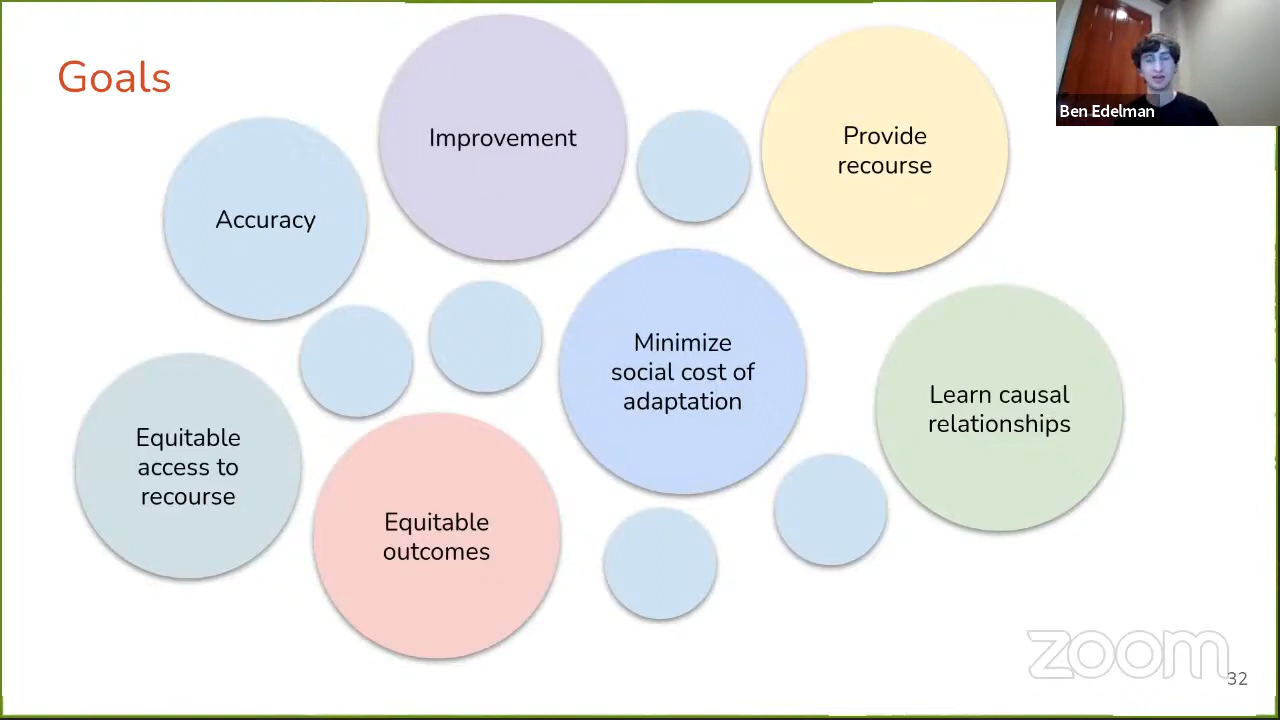 Goals
Improvement
Provide
recourse
Ben Edelman
Accuracy
Minimize
social cost of
adaptation
Learn causal
relationships
Equitable
access to
recourse
Equitable
outcomes
zoom
32